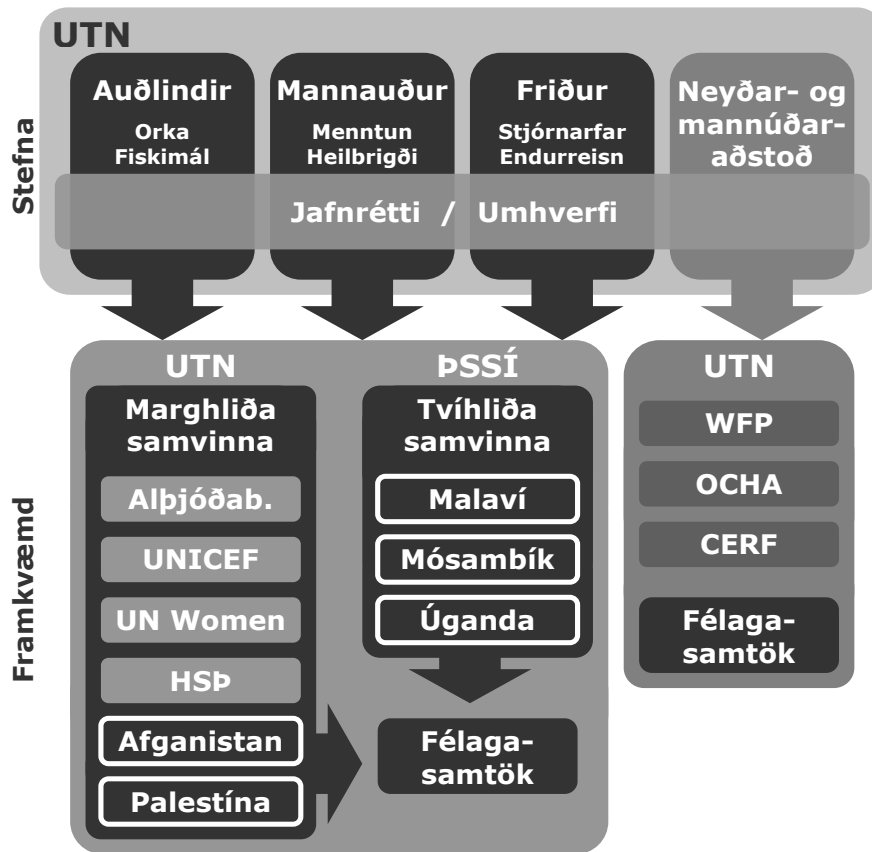 UTN
Stefna
Auðlindir
Orka
Fiskimál
Mannauður
Menntun
Heilbrigði
Friður
Stjórnarfar
Endurreisn
Neyðar- og
mannúðar-
aðstoð
Jafnrétti / Umhverfi
Framkvæmd
UTN
Marghliða
samvinna
Alþjóðab.
UNICEF
UN Women
HSÞ
Afganistan
Palestína
ÞSSÍ
Tvíhliða
samvinna
Malaví
Mósambík
Úganda
Félaga-
samtök
UTN
WFP
OCHA
CERF
Félaga-
samtök